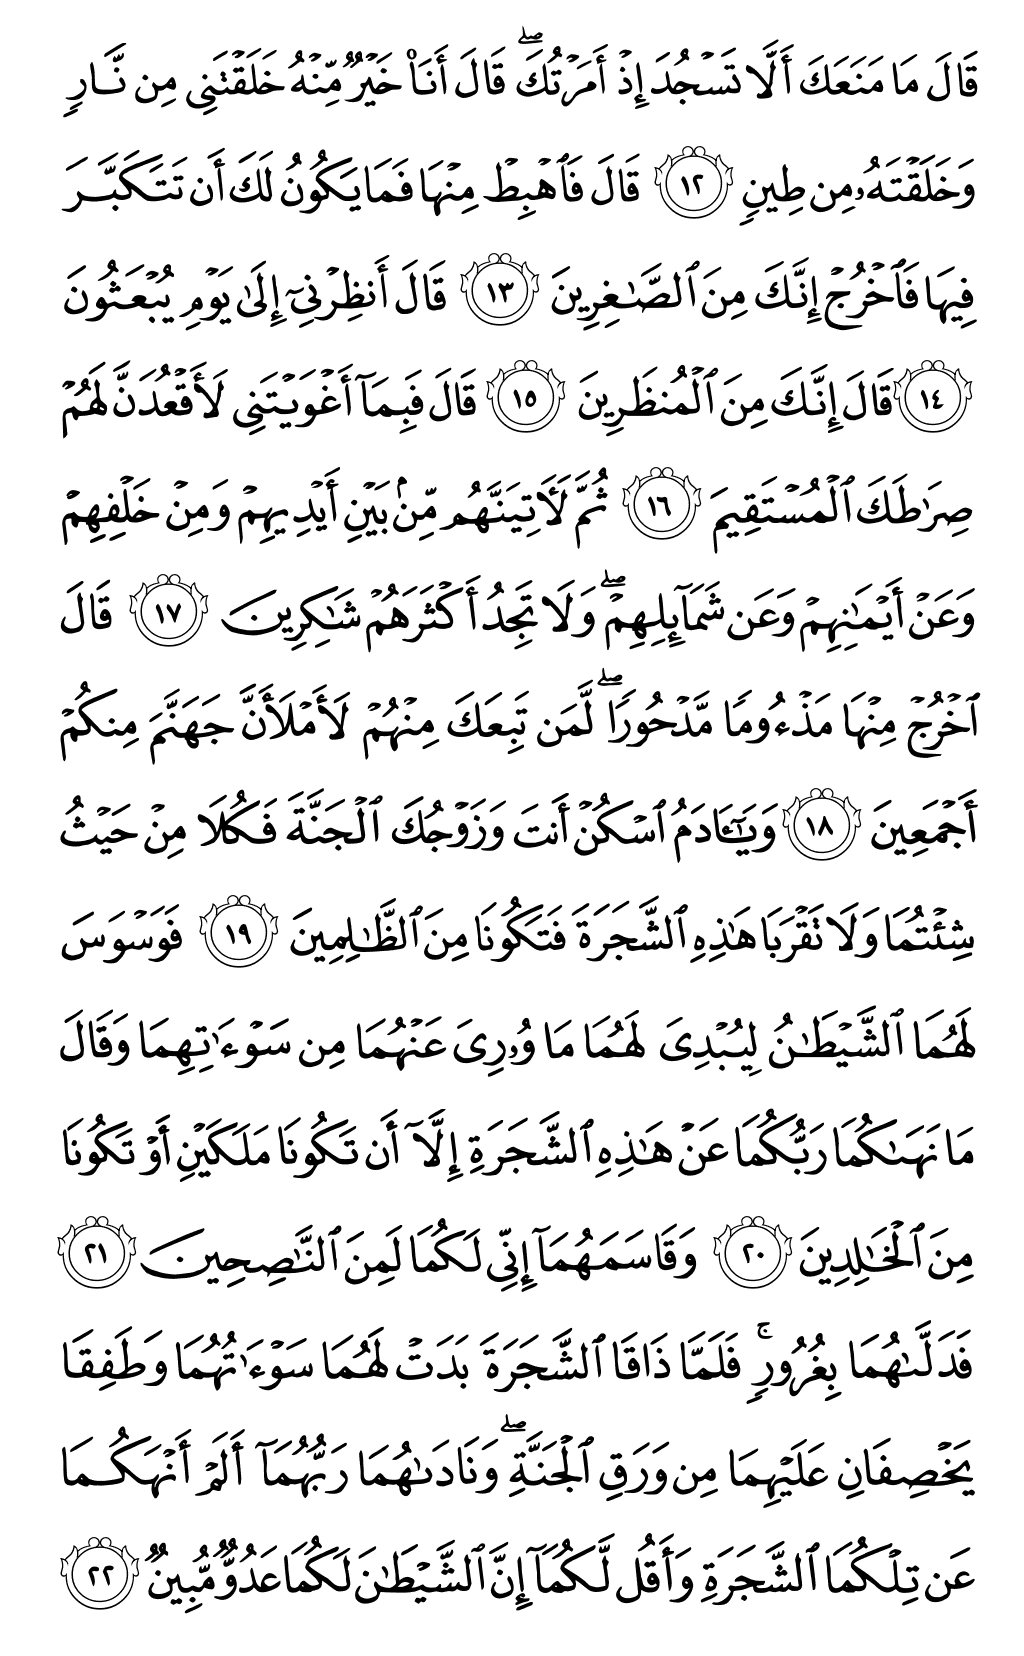 قَالَ مَا مَنَعَكَ أَلَّا تَسۡجُدَ إِذۡ أَمَرۡتُكَۖ قَالَ أَنَا۠ خَيۡرٞ مِّنۡهُ خَلَقۡتَنِي مِن نَّارٖ
وَخَلَقۡتَهُۥ مِن طِينٖ ١٢ قَالَ فَٱهۡبِطۡ مِنۡهَا فَمَا يَكُونُ لَكَ أَن تَتَكَبَّرَ
فِيهَا فَٱخۡرُجۡ إِنَّكَ مِنَ ٱلصَّٰغِرِينَ ١٣ قَالَ أَنظِرۡنِيٓ إِلَىٰ يَوۡمِ يُبۡعَثُونَ
١٤ قَالَ إِنَّكَ مِنَ ٱلۡمُنظَرِينَ ١٥ قَالَ فَبِمَآ أَغۡوَيۡتَنِي لَأَقۡعُدَنَّ لَهُمۡ
صِرَٰطَكَ ٱلۡمُسۡتَقِيمَ ١٦ ثُمَّ لَأٓتِيَنَّهُم مِّنۢ بَيۡنِ أَيۡدِيهِمۡ وَمِنۡ خَلۡفِهِمۡ
وَعَنۡ أَيۡمَٰنِهِمۡ وَعَن شَمَآئِلِهِمۡۖ وَلَا تَجِدُ أَكۡثَرَهُمۡ شَٰكِرِينَ ١٧ قَالَ
ٱخۡرُجۡ مِنۡهَا مَذۡءُومٗا مَّدۡحُورٗاۖ لَّمَن تَبِعَكَ مِنۡهُمۡ لَأَمۡلَأَنَّ جَهَنَّمَ مِنكُمۡ
أَجۡمَعِينَ ١٨ وَيَٰٓـَٔادَمُ ٱسۡكُنۡ أَنتَ وَزَوۡجُكَ ٱلۡجَنَّةَ فَكُلَا مِنۡ حَيۡثُ
شِئۡتُمَا وَلَا تَقۡرَبَا هَٰذِهِ ٱلشَّجَرَةَ فَتَكُونَا مِنَ ٱلظَّٰلِمِينَ ١٩ فَوَسۡوَسَ
لَهُمَا ٱلشَّيۡطَٰنُ لِيُبۡدِيَ لَهُمَا مَا وُۥرِيَ عَنۡهُمَا مِن سَوۡءَٰتِهِمَا وَقَالَ
مَا نَهَىٰكُمَا رَبُّكُمَا عَنۡ هَٰذِهِ ٱلشَّجَرَةِ إِلَّآ أَن تَكُونَا مَلَكَيۡنِ أَوۡ تَكُونَا
مِنَ ٱلۡخَٰلِدِينَ ٢٠ وَقَاسَمَهُمَآ إِنِّي لَكُمَا لَمِنَ ٱلنَّٰصِحِينَ ٢١
فَدَلَّىٰهُمَا بِغُرُورٖۚ فَلَمَّا ذَاقَا ٱلشَّجَرَةَ بَدَتۡ لَهُمَا سَوۡءَٰتُهُمَا وَطَفِقَا
يَخۡصِفَانِ عَلَيۡهِمَا مِن وَرَقِ ٱلۡجَنَّةِۖ وَنَادَىٰهُمَا رَبُّهُمَآ أَلَمۡ أَنۡهَكُمَا
عَن تِلۡكُمَا ٱلشَّجَرَةِ وَأَقُل لَّكُمَآ إِنَّ ٱلشَّيۡطَٰنَ لَكُمَا عَدُوّٞ مُّبِينٞ ٢٢